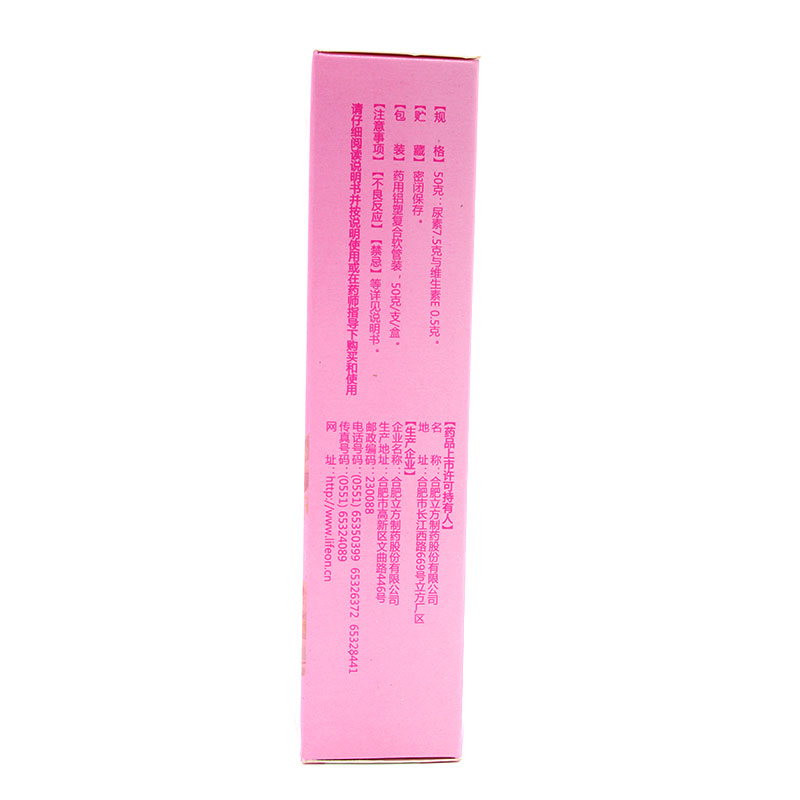 【规 格】50克：尿素7.5克与维生素E 0.5克。
【贮 藏】密闭保存。
【包 装】药用铝塑复合软管装，50克/支/盒。
【注意事项】【不良反应】【禁忌】等详见说明书。
请仔细阅读说明书并按说明使用或在药师指导下购买和使用
【药品上市许可持有人】
名 称：合肥立方制药股份有限公司
地 址：合肥市长江西路669号立方厂区
【生产企业】
企业名称：合肥立方制药股份有限公司
生产地址：合肥市高新区文曲路446号
邮政编码：230088
电话号码：(0551) 65350399 65326372 65328441
传真号码：(0551) 65324089
网 址：http://www.lifeon.cn